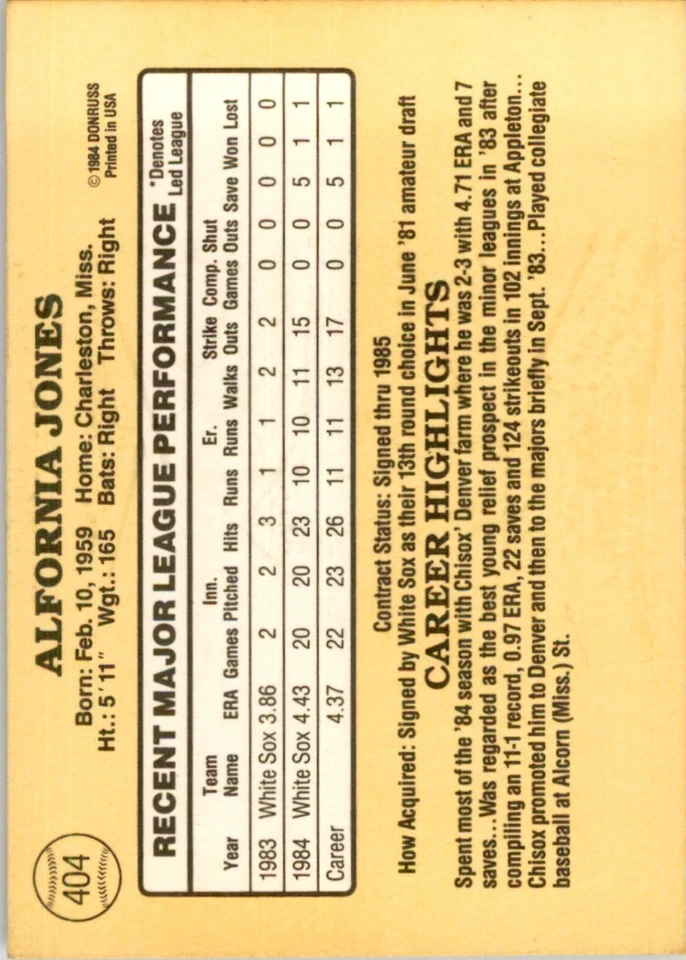 404
ALFORNIA JONES
Born: Feb. 10, 1959 Home: Charleston, Miss.
Ht.: 5'11" Wgt.: 165 Bats: Right Throws: Right
© 1984 DONRUSS
Printed in USA
RECENT MAJOR LEAGUE PERFORMANCE
*Denotes
Led League
Team Inn. Er. Strike Comp. Shut
Year Name ERA Games Pitched Hits Runs Runs Walks Outs Games Outs Save Won Lost
1983 White Sox 3.86 2 2 3 1 1 2 2 0 0 0 0 0
1984 White Sox 4.43 20 20 23 10 10 11 15 0 0 5 1 1
Career 4.37 22 23 26 11 11 13 17 0 0 5 1 1
Contract Status: Signed thru 1985
How Acquired: Signed by White Sox as their 13th round choice in June '81 amateur draft
CAREER HIGHLIGHTS
Spent most of the '84 season with Chisox' Denver farm where he was 2-3 with 4.71 ERA and 7
saves...Was regarded as the best young relief prospect in the minor leagues in '83 after
compiling an 11-1 record, 0.97 ERA, 22 saves and 124 strikeouts in 102 innings at Appleton...
Chisox promoted him to Denver and then to the majors briefly in Sept. '83...Played collegiate
baseball at Alcorn (Miss.) St.